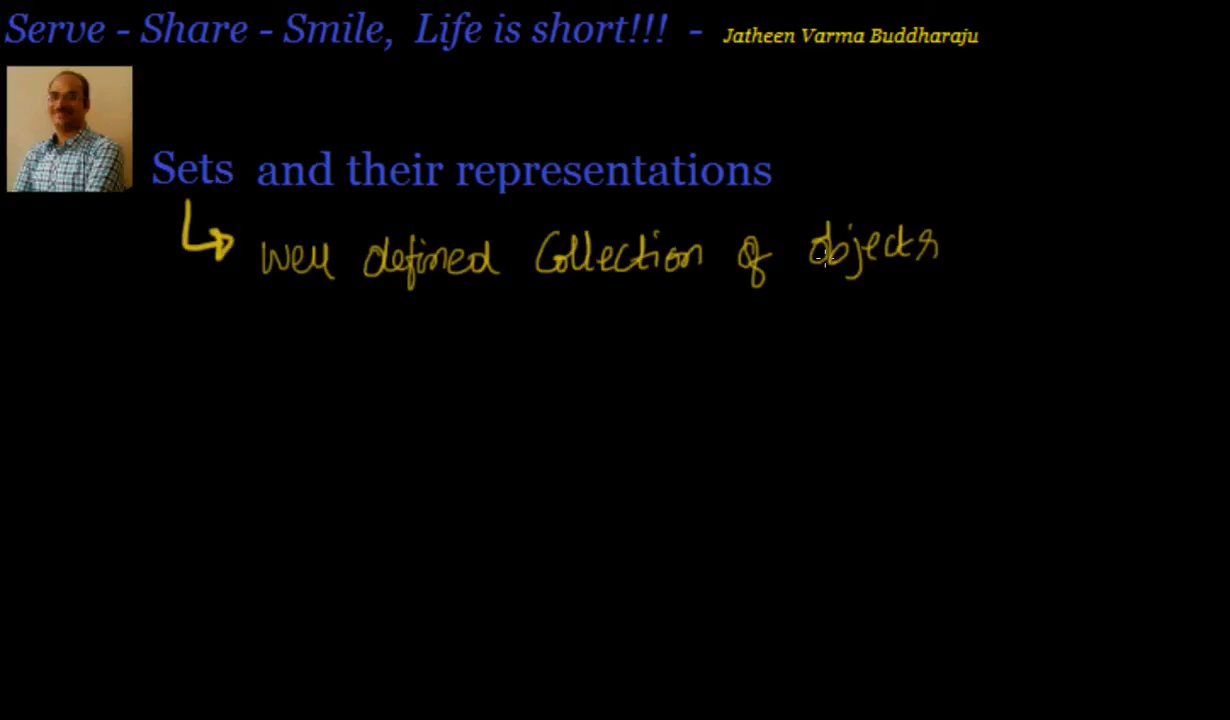 Serve - Share - Smile, Life is short!!! - Jatheen Varma Buddharaju
Sets and their representations
Well defined Collection of objects